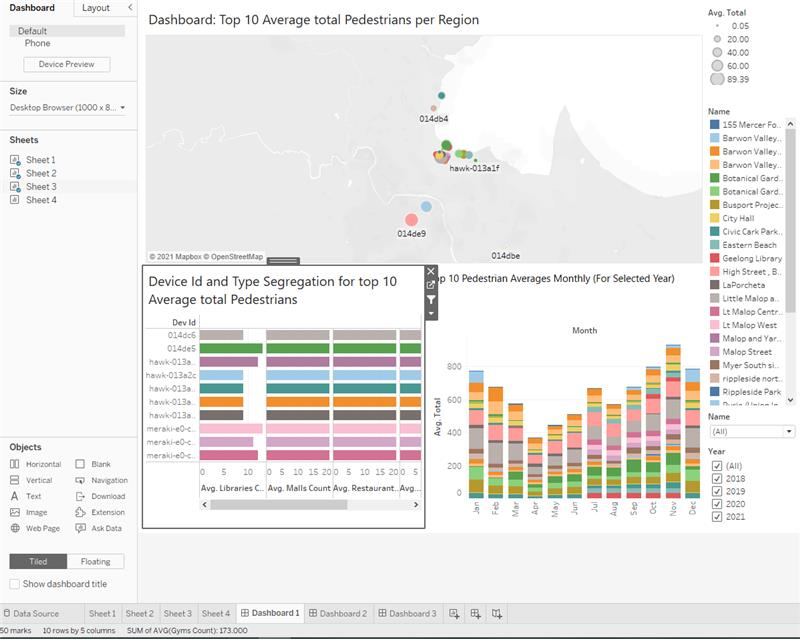 Dashboard
Layout
Default
Phone
Device Preview
Size
Desktop Browser (1000 x 8...
Sheets
Sheet 1
Sheet 2
Sheet 3
Sheet 4
Objects
Horizontal
Blank
Vertical
Navigation
Text
Download
Image
Extension
Web Page
Ask Data
Tiled
Floating
Show dashboard title
Dashboard: Top 10 Average total Pedestrians per Region
014db4
hawk-013a1f
014de9
014dbe
© 2021 Mapbox © OpenStreetMap
Device Id and Type Segregation for top 10
Average total Pedestrians
Dev Id
014dc6
014de5
hawk-013a..
hawk-013a2c
hawk-013a..
hawk-013a..
hawk-013a..
meraki-e0-c..
meraki-e0-c..
meraki-e0-c..
0 5 10
0 5 10 15 20
0 5 10 15 20
0 5
Avg. Libraries C..
Avg. Malls Count
Avg. Restaurant..
Avg...
10 Pedestrian Averages Monthly (For Selected Year)
Month
Avg. Total
800
600
400
200
0
Jan
Feb
Mar
Apr
May
Jun
Jul
Aug
Sep
Oct
Nov
Dec
Avg. Total
0.05
20.00
40.00
60.00
89.39
Name
155 Mercer Fo..
Barwon Valley..
Barwon Valley..
Barwon Valley..
Botanical Gard..
Botanical Gard..
Busport Projec..
City Hall
Civic Cark Park..
Eastern Beach
Geelong Library
High Street , B..
LaPorcheta
Little Malop a..
Lt Malop Centr..
Lt Malop West
Malop and Yar..
Malop Street
Myer South si..
rippleside nort..
Rippleside Park
Name
(All)
Year
(All)
2018
2019
2020
2021
Data Source
Sheet 1
Sheet 2
Sheet 3
Sheet 4
Dashboard 1
Dashboard 2
Dashboard 3
50 marks
10 rows by 5 columns
SUM of AVG(Gyms Count): 173.000